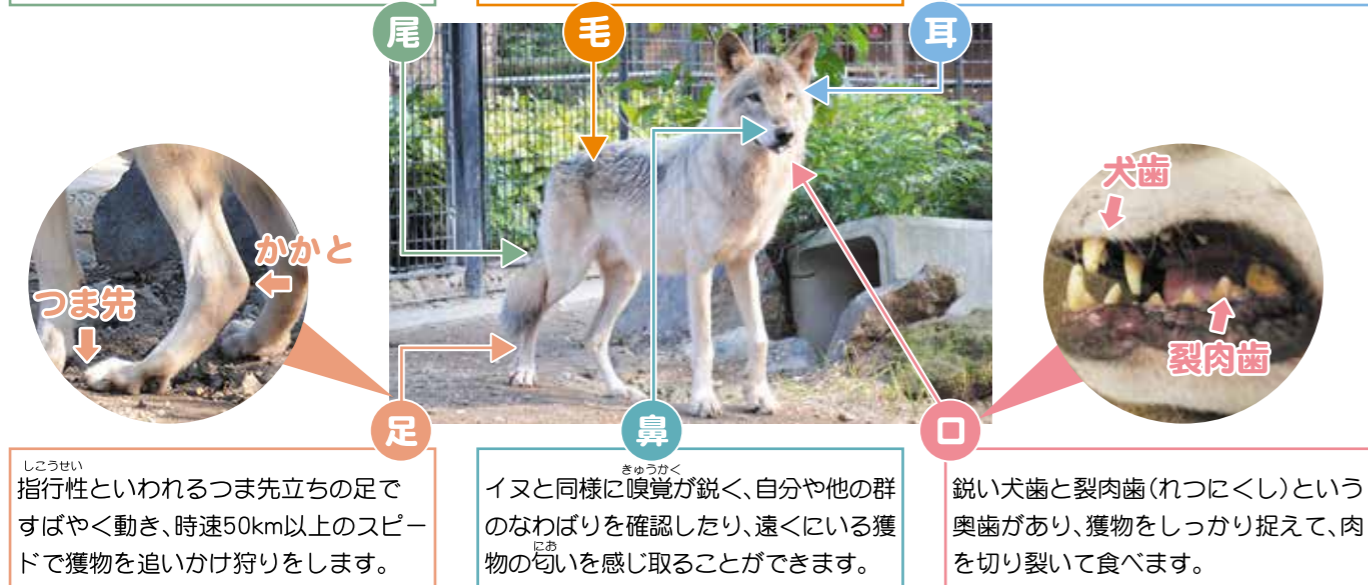 尾
毛
耳
犬歯
かかと
つま先
裂肉歯
足
鼻
口
しこうせい
指行性といわれるつま先立ちの足で
すばやく動き、時速50km以上のスピー
ドで獲物を追いかけ狩りをします。
きゅうかく
イヌと同様に嗅覚が鋭く、自分や他の群
のなわばりを確認したり、遠くにいる獲
にお
物の匂いを感じ取ることができます。
鋭い犬歯と裂肉歯(れつにくし)という
奥歯があり、獲物をしっかり捉えて、肉
を切り裂いて食べます。